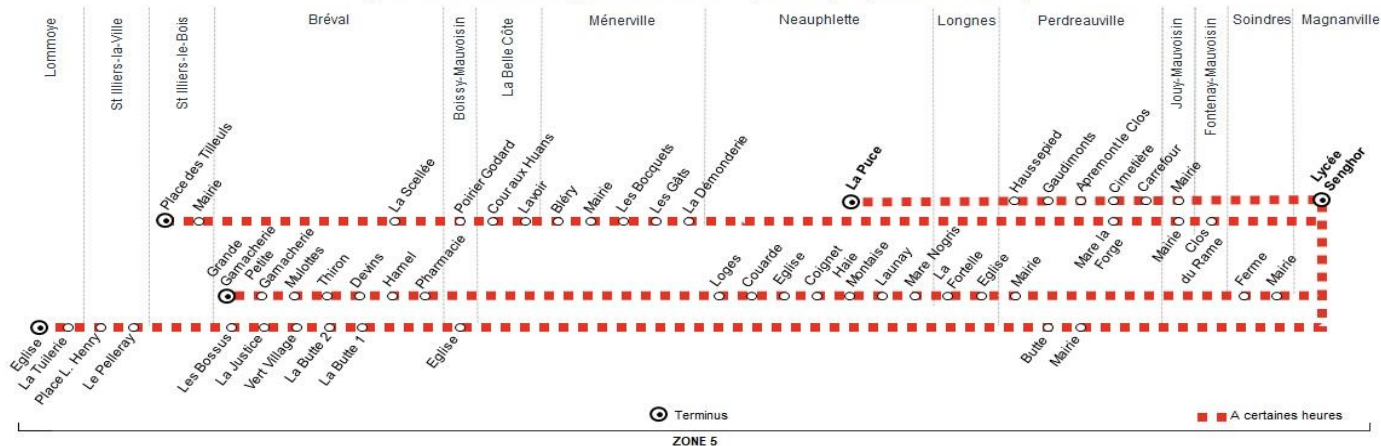 Lommoye
St Illiers-la-Ville
St Illiers-le-Bois
Bréval
Boissy-Mauvoisin
La Belle Côte
Ménerville
Neauphlette
Longnes
Perdreauville
Jouy-Mauvoisin
Fontenay-Mauvoisin
Soindres
Magnanville
La Puce
Haussepied
Gaudimonts
Apremont le Clos
Cimetière
Carrefour
Mairie
Lycée
Senghor
Place des Tilleuls
Mairie
La Scellée
Poirier Godard
Cour aux Huans
Lavoir
Bléry
Mairie
Les Bocquets
Les Gâts
La Démonderie
Mare la
Forge
Mairie
Clos
du Rame
Grande
Gamacherie
Petite
Gamacherie
Mulottes
Thiron
Devins
Hamel
Pharmacie
Loges
Couarde
Eglise
Coignet
Haie
Montaise
Launay
Mare Nogris
La
Fortelle
Eglise
Mairie
Ferme
Mairie
Eglise
La Tuilerie
Place L. Henry
Le Pelleray
Les Bossus
La Justice
Vert Village
La Butte 2
La Butte 1
Eglise
Butte
Mairie
Terminus
A certaines heures
ZONE 5